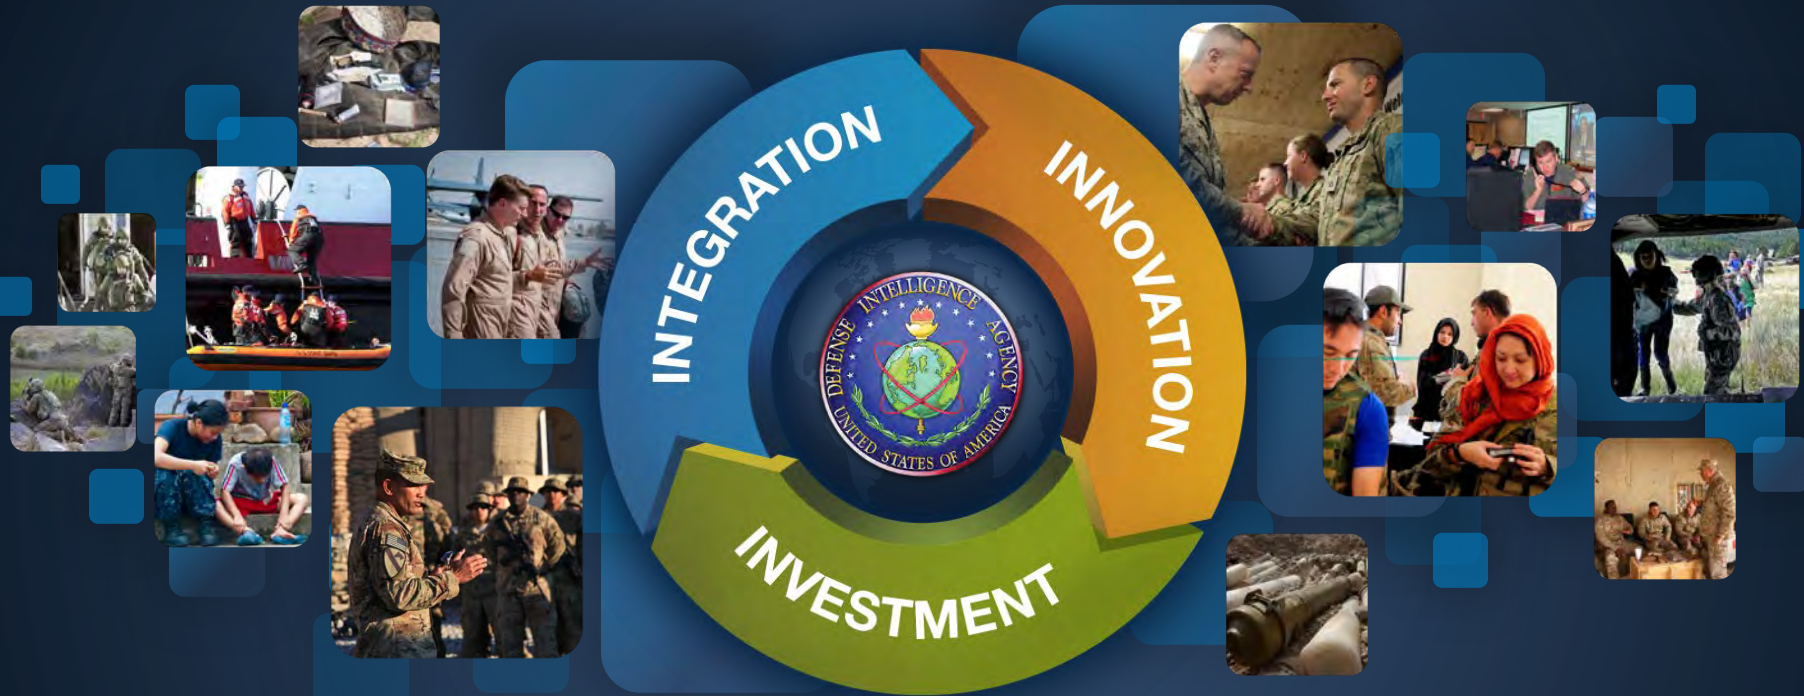 INTEGRATION
INNOVATION
INVESTMENT
DEFENSE INTELLIGENCE AGENCY
UNITED STATES OF AMERICA